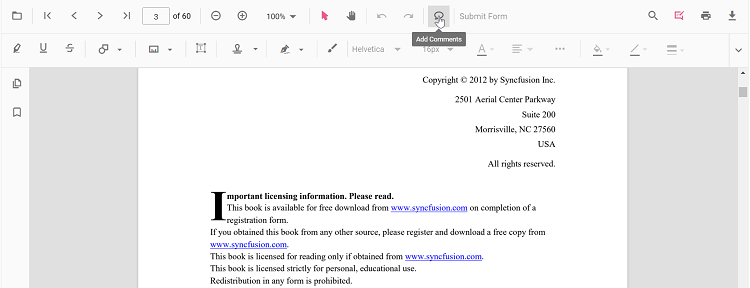 3 of 60 100% Submit Form
Add Comments
Helvetica 16px A
Copyright © 2012 by Syncfusion Inc.
2501 Aerial Center Parkway
Suite 200
Morrisville, NC 27560
USA
All rights reserved.
Important licensing information. Please read.
This book is available for free download from www.syncfusion.com on completion of a
registration form.
If you obtained this book from any other source, please register and download a free copy from
www.syncfusion.com.
This book is licensed for reading only if obtained from www.syncfusion.com.
This book is licensed strictly for personal, educational use.
Redistribution in any form is prohibited.